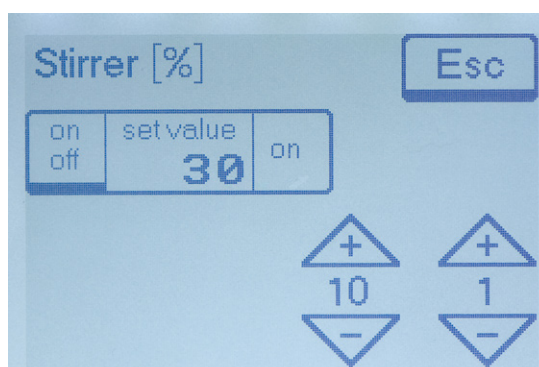 Stirrer [%]
Esc
on
off
set value
30
on
+
+
10
1
-
-